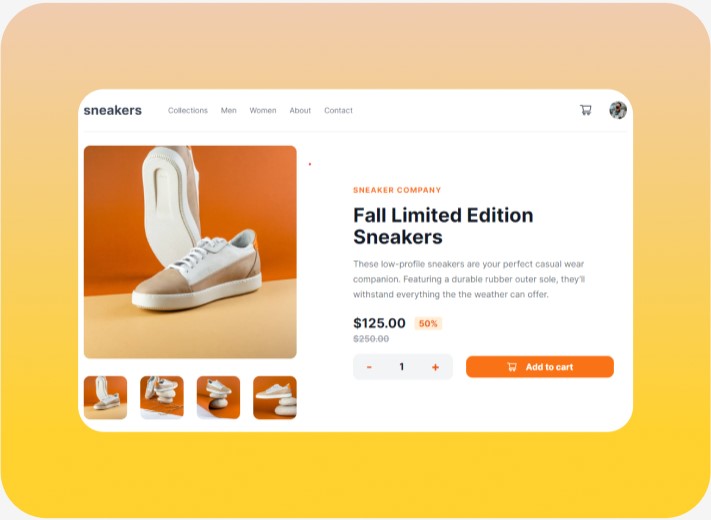 sneakers
Collections Men Women About Contact
SNEAKER COMPANY
Fall Limited Edition
Sneakers
These low-profile sneakers are your perfect casual wear
companion. Featuring a durable rubber outer sole, they'll
withstand everything the the weather can offer.
$125.00 50%
$250.00
- 1 + Add to cart